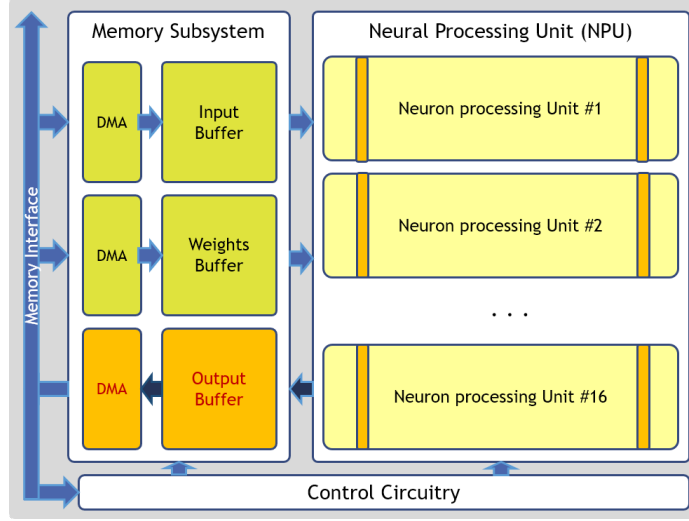 Memory Subsystem
Neural Processing Unit (NPU)
DMA
Input
Buffer
Neuron processing Unit #1
DMA
Weights
Buffer
Neuron processing Unit #2
. . .
DMA
Output
Buffer
Neuron processing Unit #16
Memory Interface
Control Circuitry